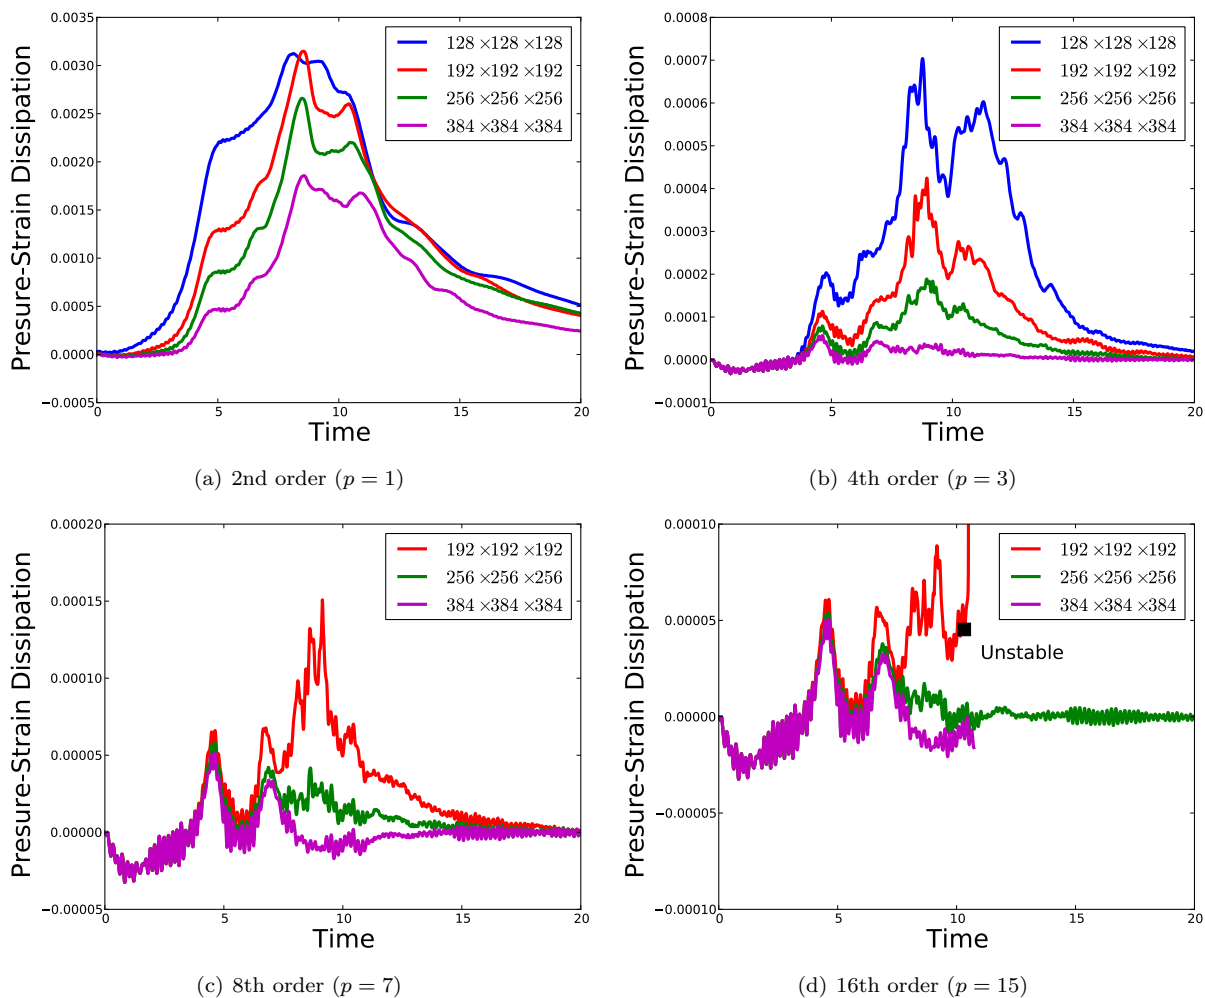 0.0035
0.0030
0.0025
0.0020
0.0015
0.0010
0.0005
0.0000
−0.0005
Presure-Strain Dissipation
128 ×128 ×128
192 ×192 ×192
256 ×256 ×256
384 ×384 ×384
0 5 10 15 20
Time
(a) 2nd order (p = 1)
0.0008
0.0007
0.0006
0.0005
0.0004
0.0003
0.0002
0.0001
0.0000
−0.0001
Presure-Strain Dissipation
128 ×128 ×128
192 ×192 ×192
256 ×256 ×256
384 ×384 ×384
0 5 10 15 20
Time
(b) 4th order (p = 3)
0.00020
0.00015
0.00010
0.00005
0.00000
−0.00005
Presure-Strain Dissipation
192 ×192 ×192
256 ×256 ×256
384 ×384 ×384
0 5 10 15 20
Time
(c) 8th order (p = 7)
0.00010
0.00005
0.00000
−0.00005
−0.00010
Presure-Strain Dissipation
192 ×192 ×192
256 ×256 ×256
384 ×384 ×384
Unstable
0 5 10 15 20
Time
(d) 16th order (p = 15)